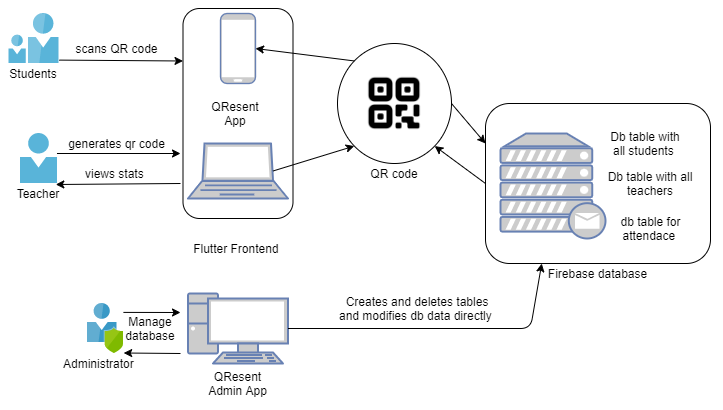 scans QR code
Students
QResent
App
generates qr code
views stats
Teacher
Flutter Frontend
QR code
Db table with
all students
Db table with all
teachers
db table for
attendace
Firebase database
Manage
database
Administrator
QResent
Admin App
Creates and deletes tables
and modifies db data directly